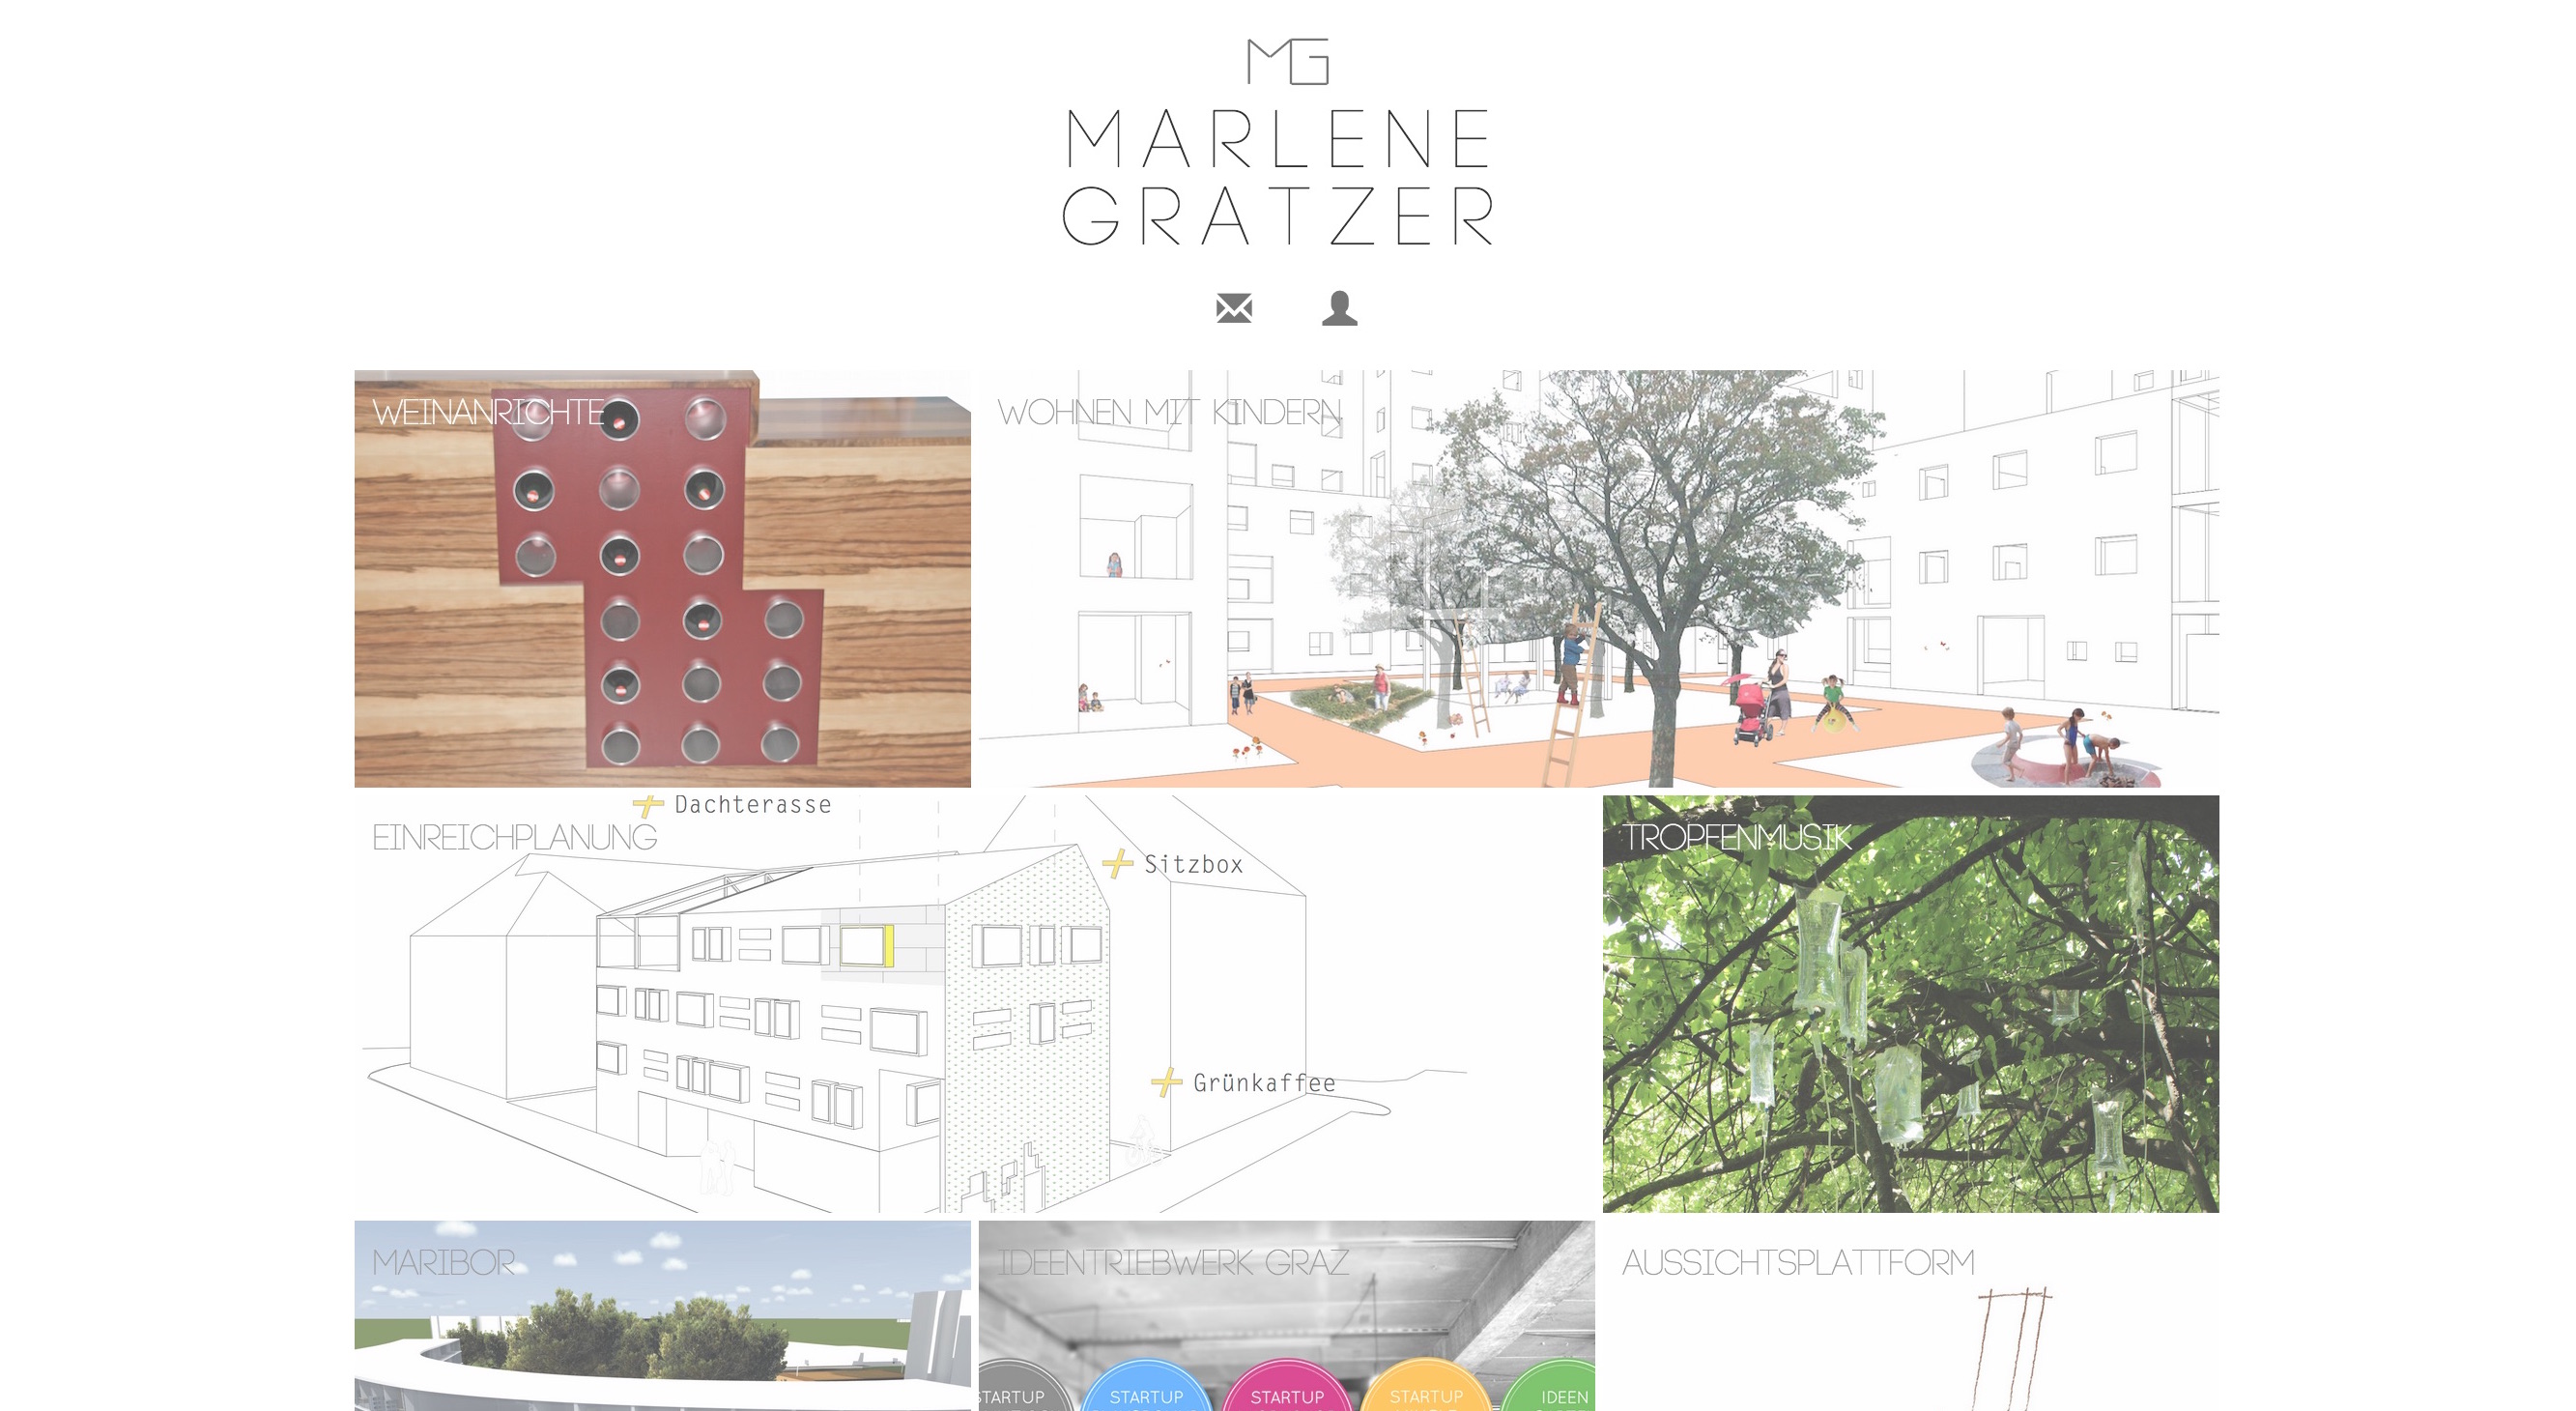 MG
MARLENE
GRATZER
WEINANRICHTE
WOHNEN MIT KINDERN
Dachterasse
EINREICHPLANUNG
Sitzbox
Grünkaffee
TROPFENMUSIK
MARIBOR
IDEENTRIEBWERK GRAZ
AUSSICHTSPLATTFORM
STARTUP
STARTUP
STARTUP
STARTUP
IDEEN